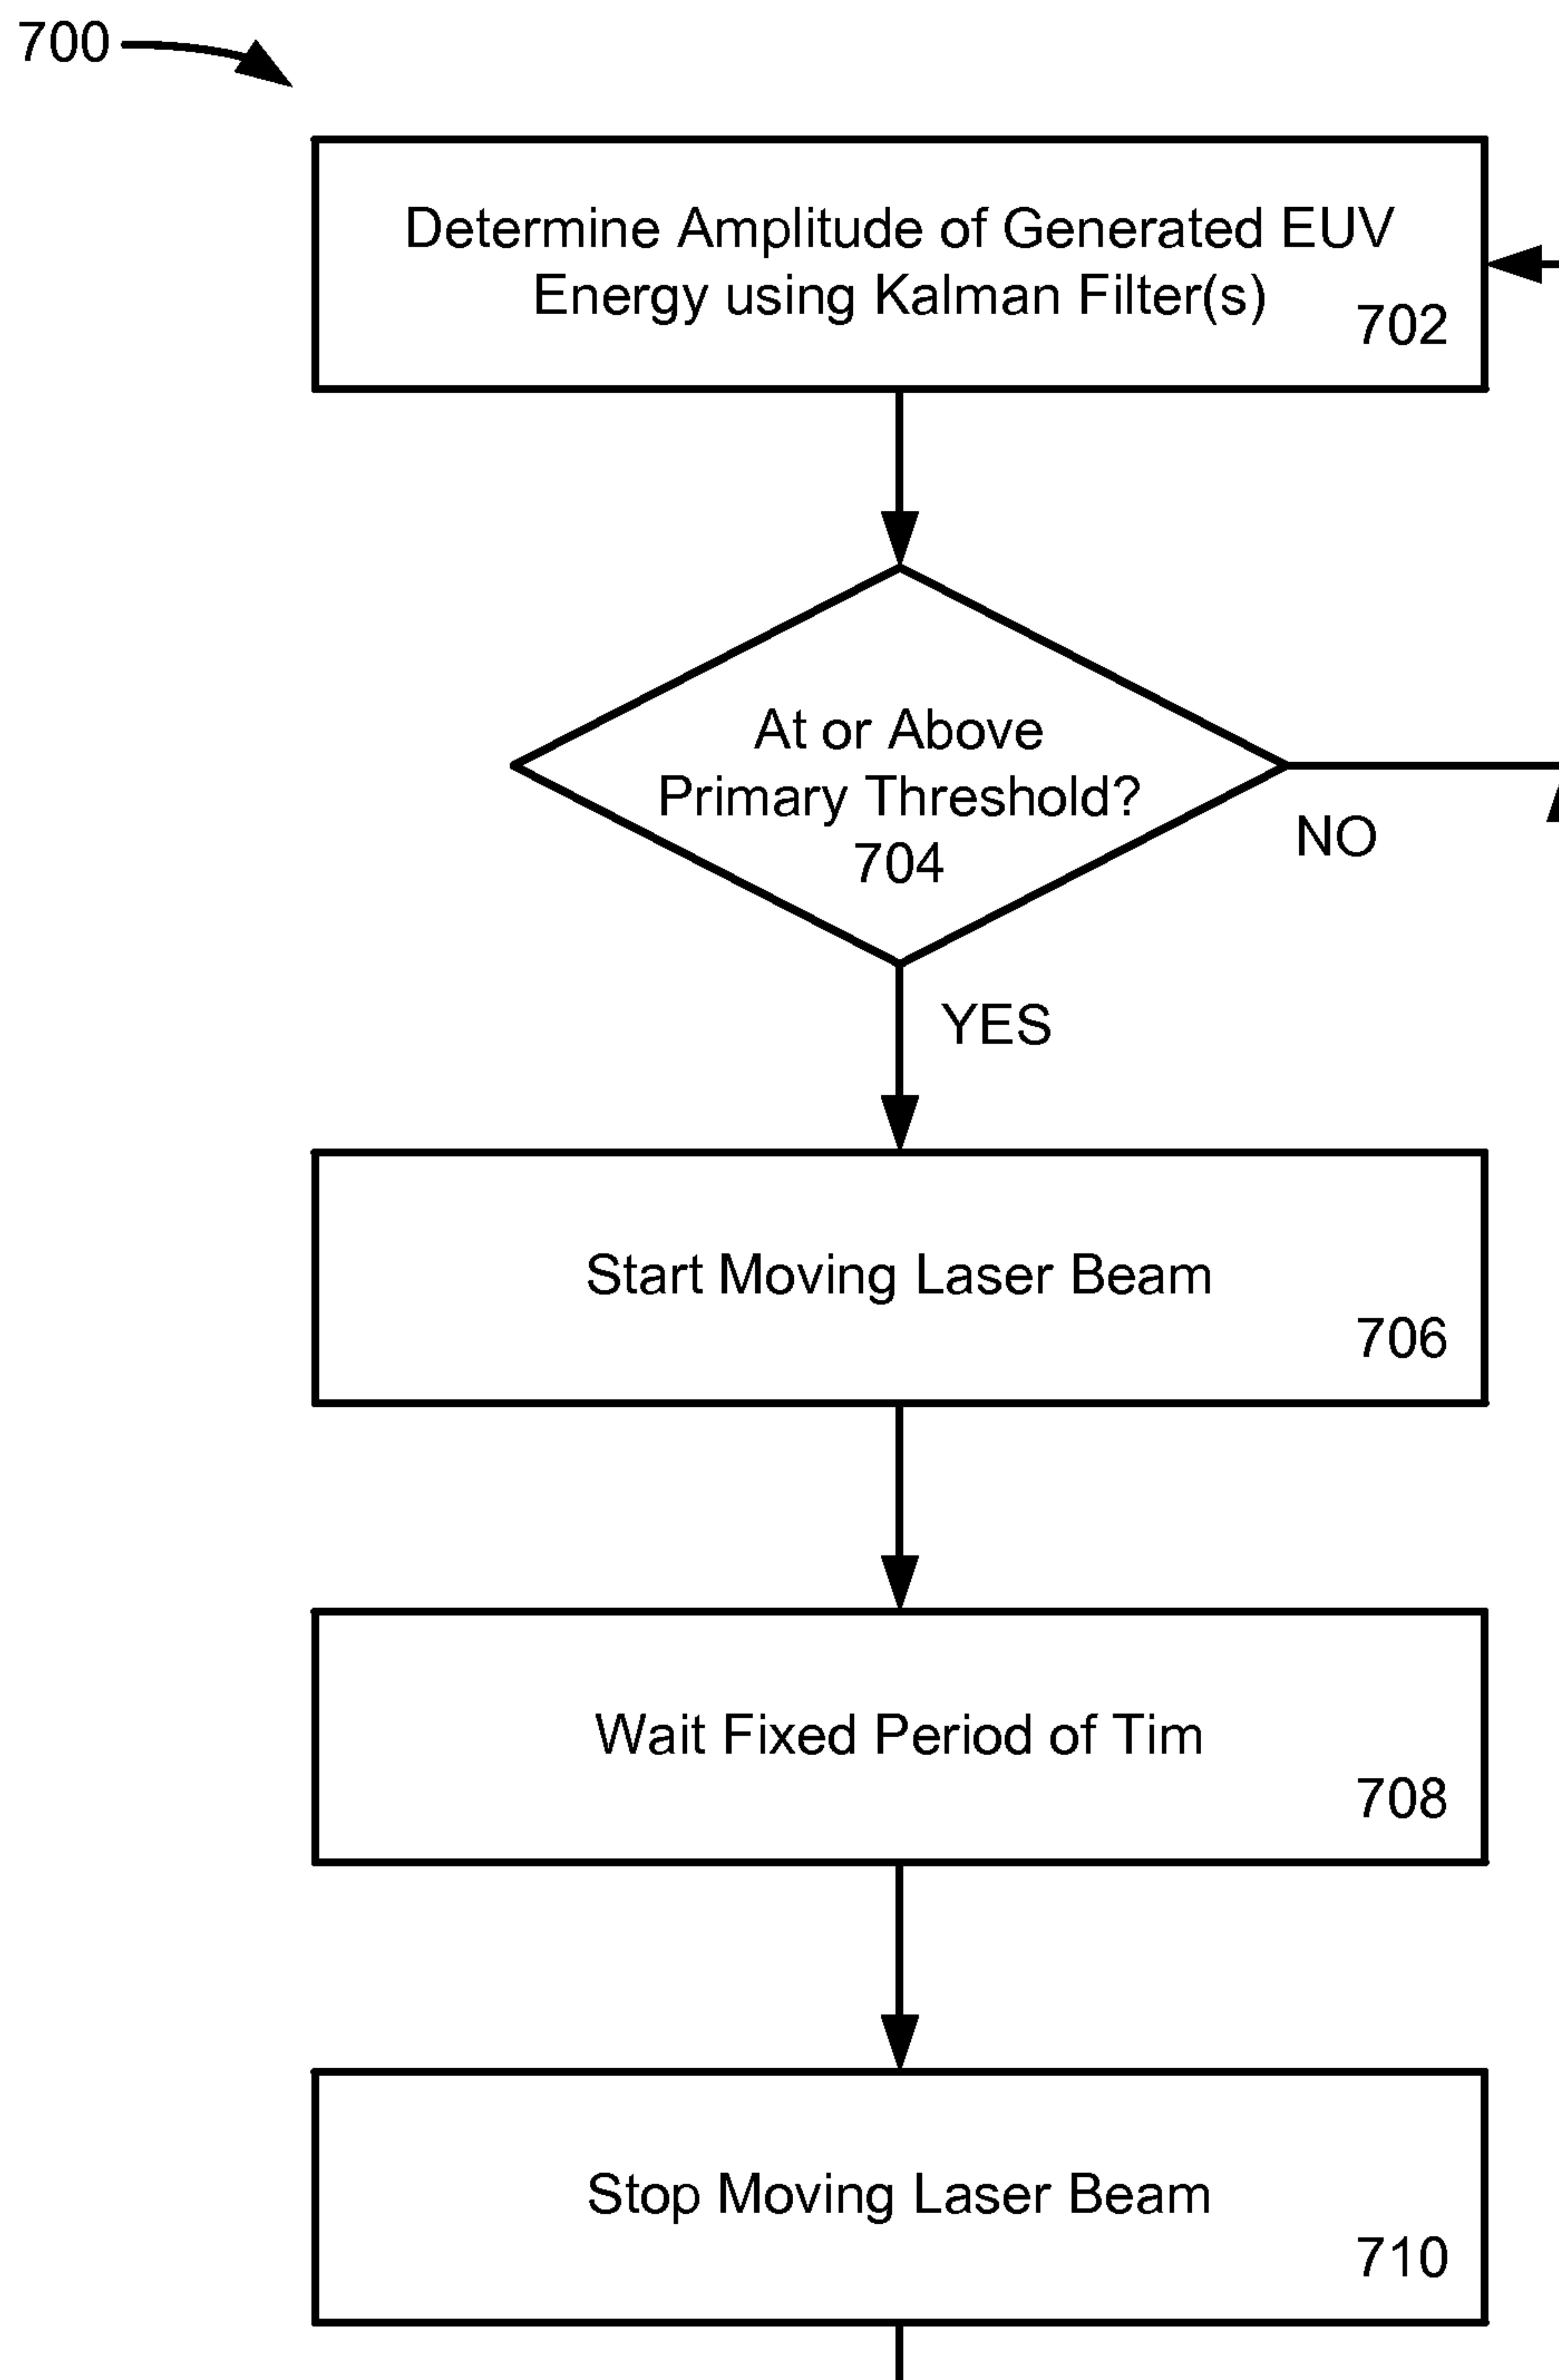 700
Determine Amplitude of Generated EUV
Energy using Kalman Filter(s)
702
At or Above
Primary Threshold?
704
NO
YES
Start Moving Laser Beam
706
Wait Fixed Period of Tim
708
Stop Moving Laser Beam
710